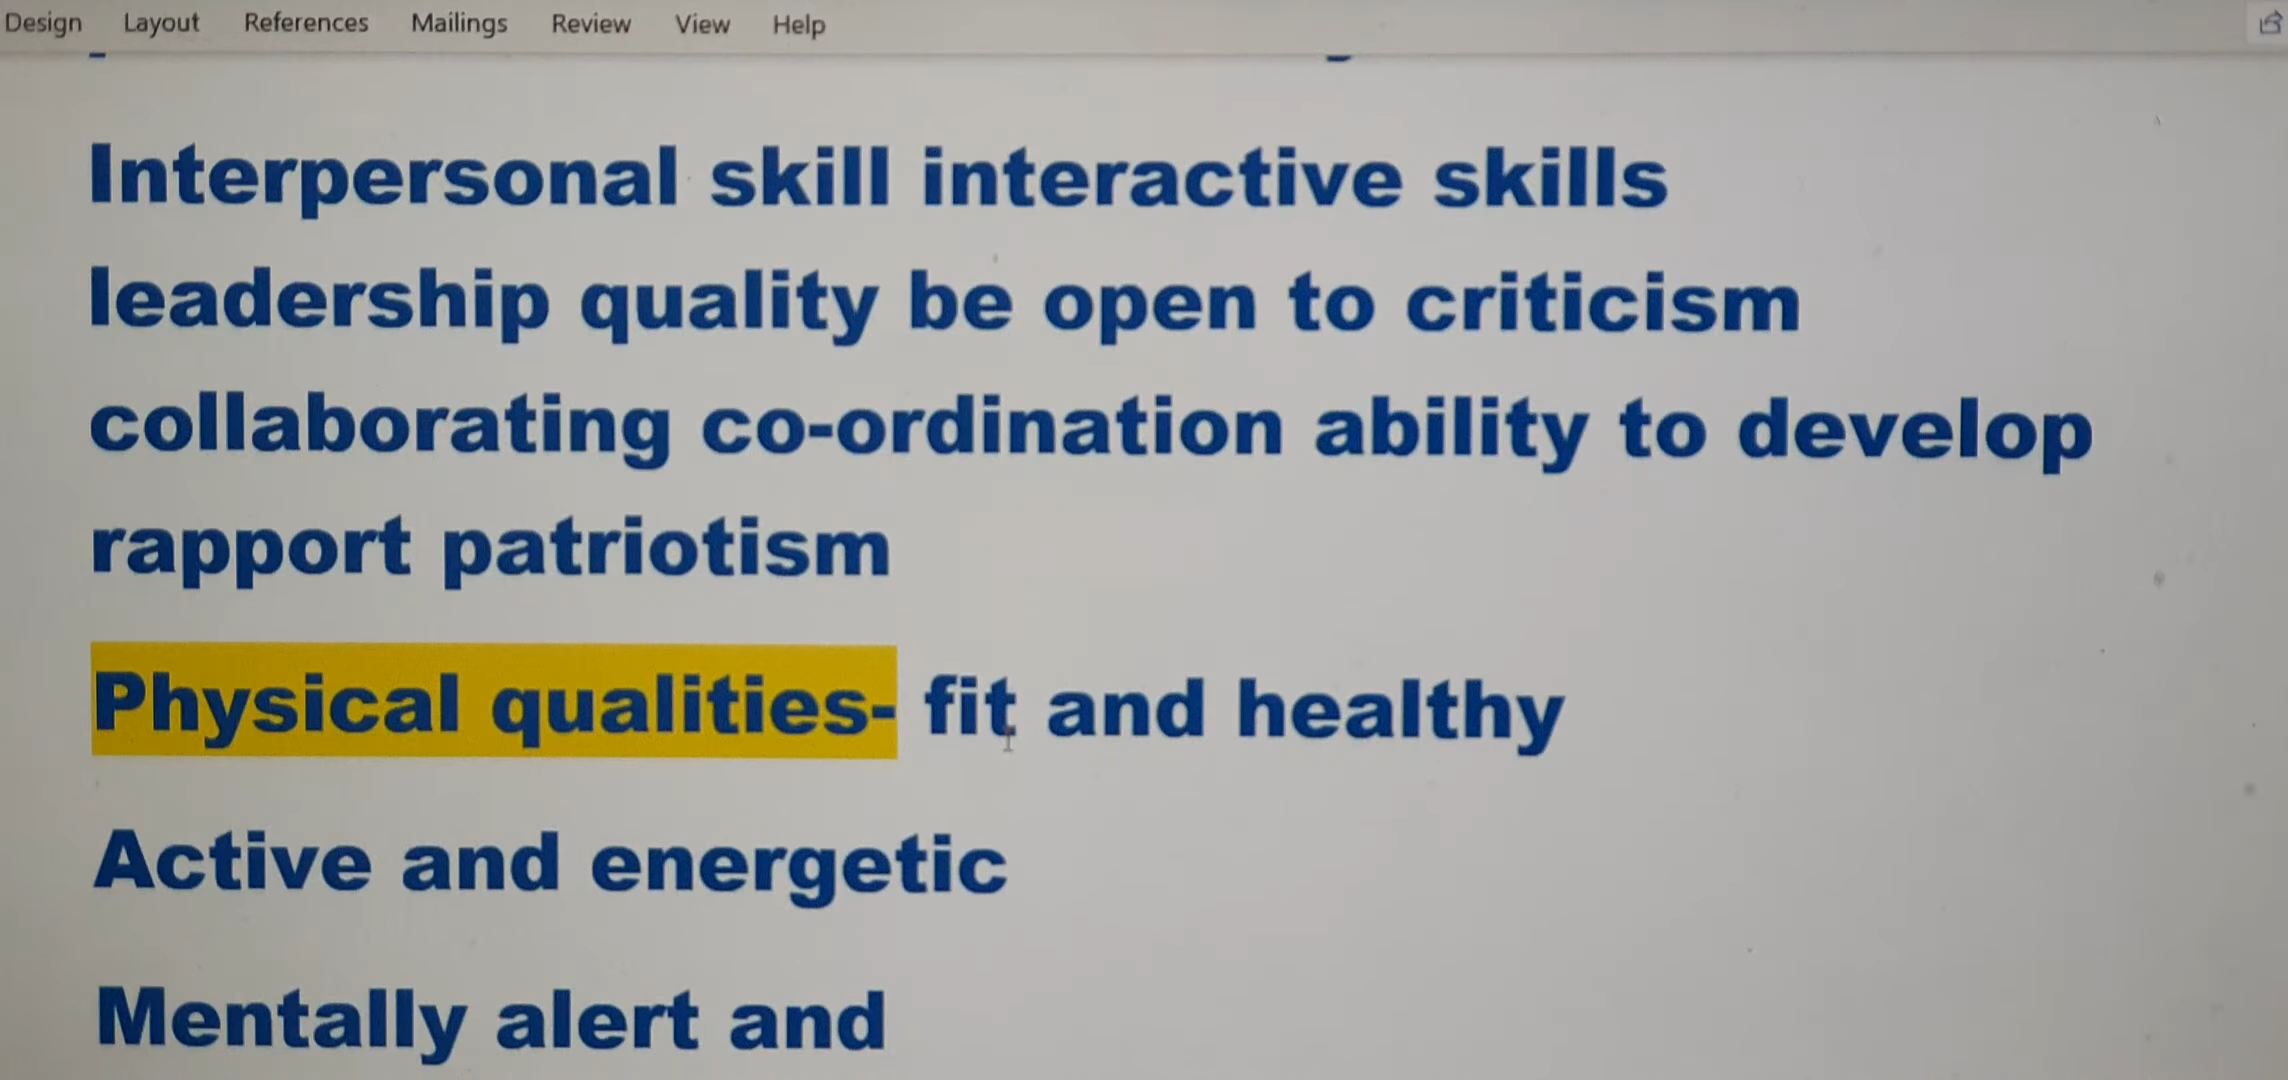 Design Layout References Mailings Review View Help
Interpersonal skill interactive skills
leadership quality be open to criticism
collaborating co-ordination ability to develop
rapport patriotism
Physical qualities- fit and healthy
Active and energetic
Mentally alert and